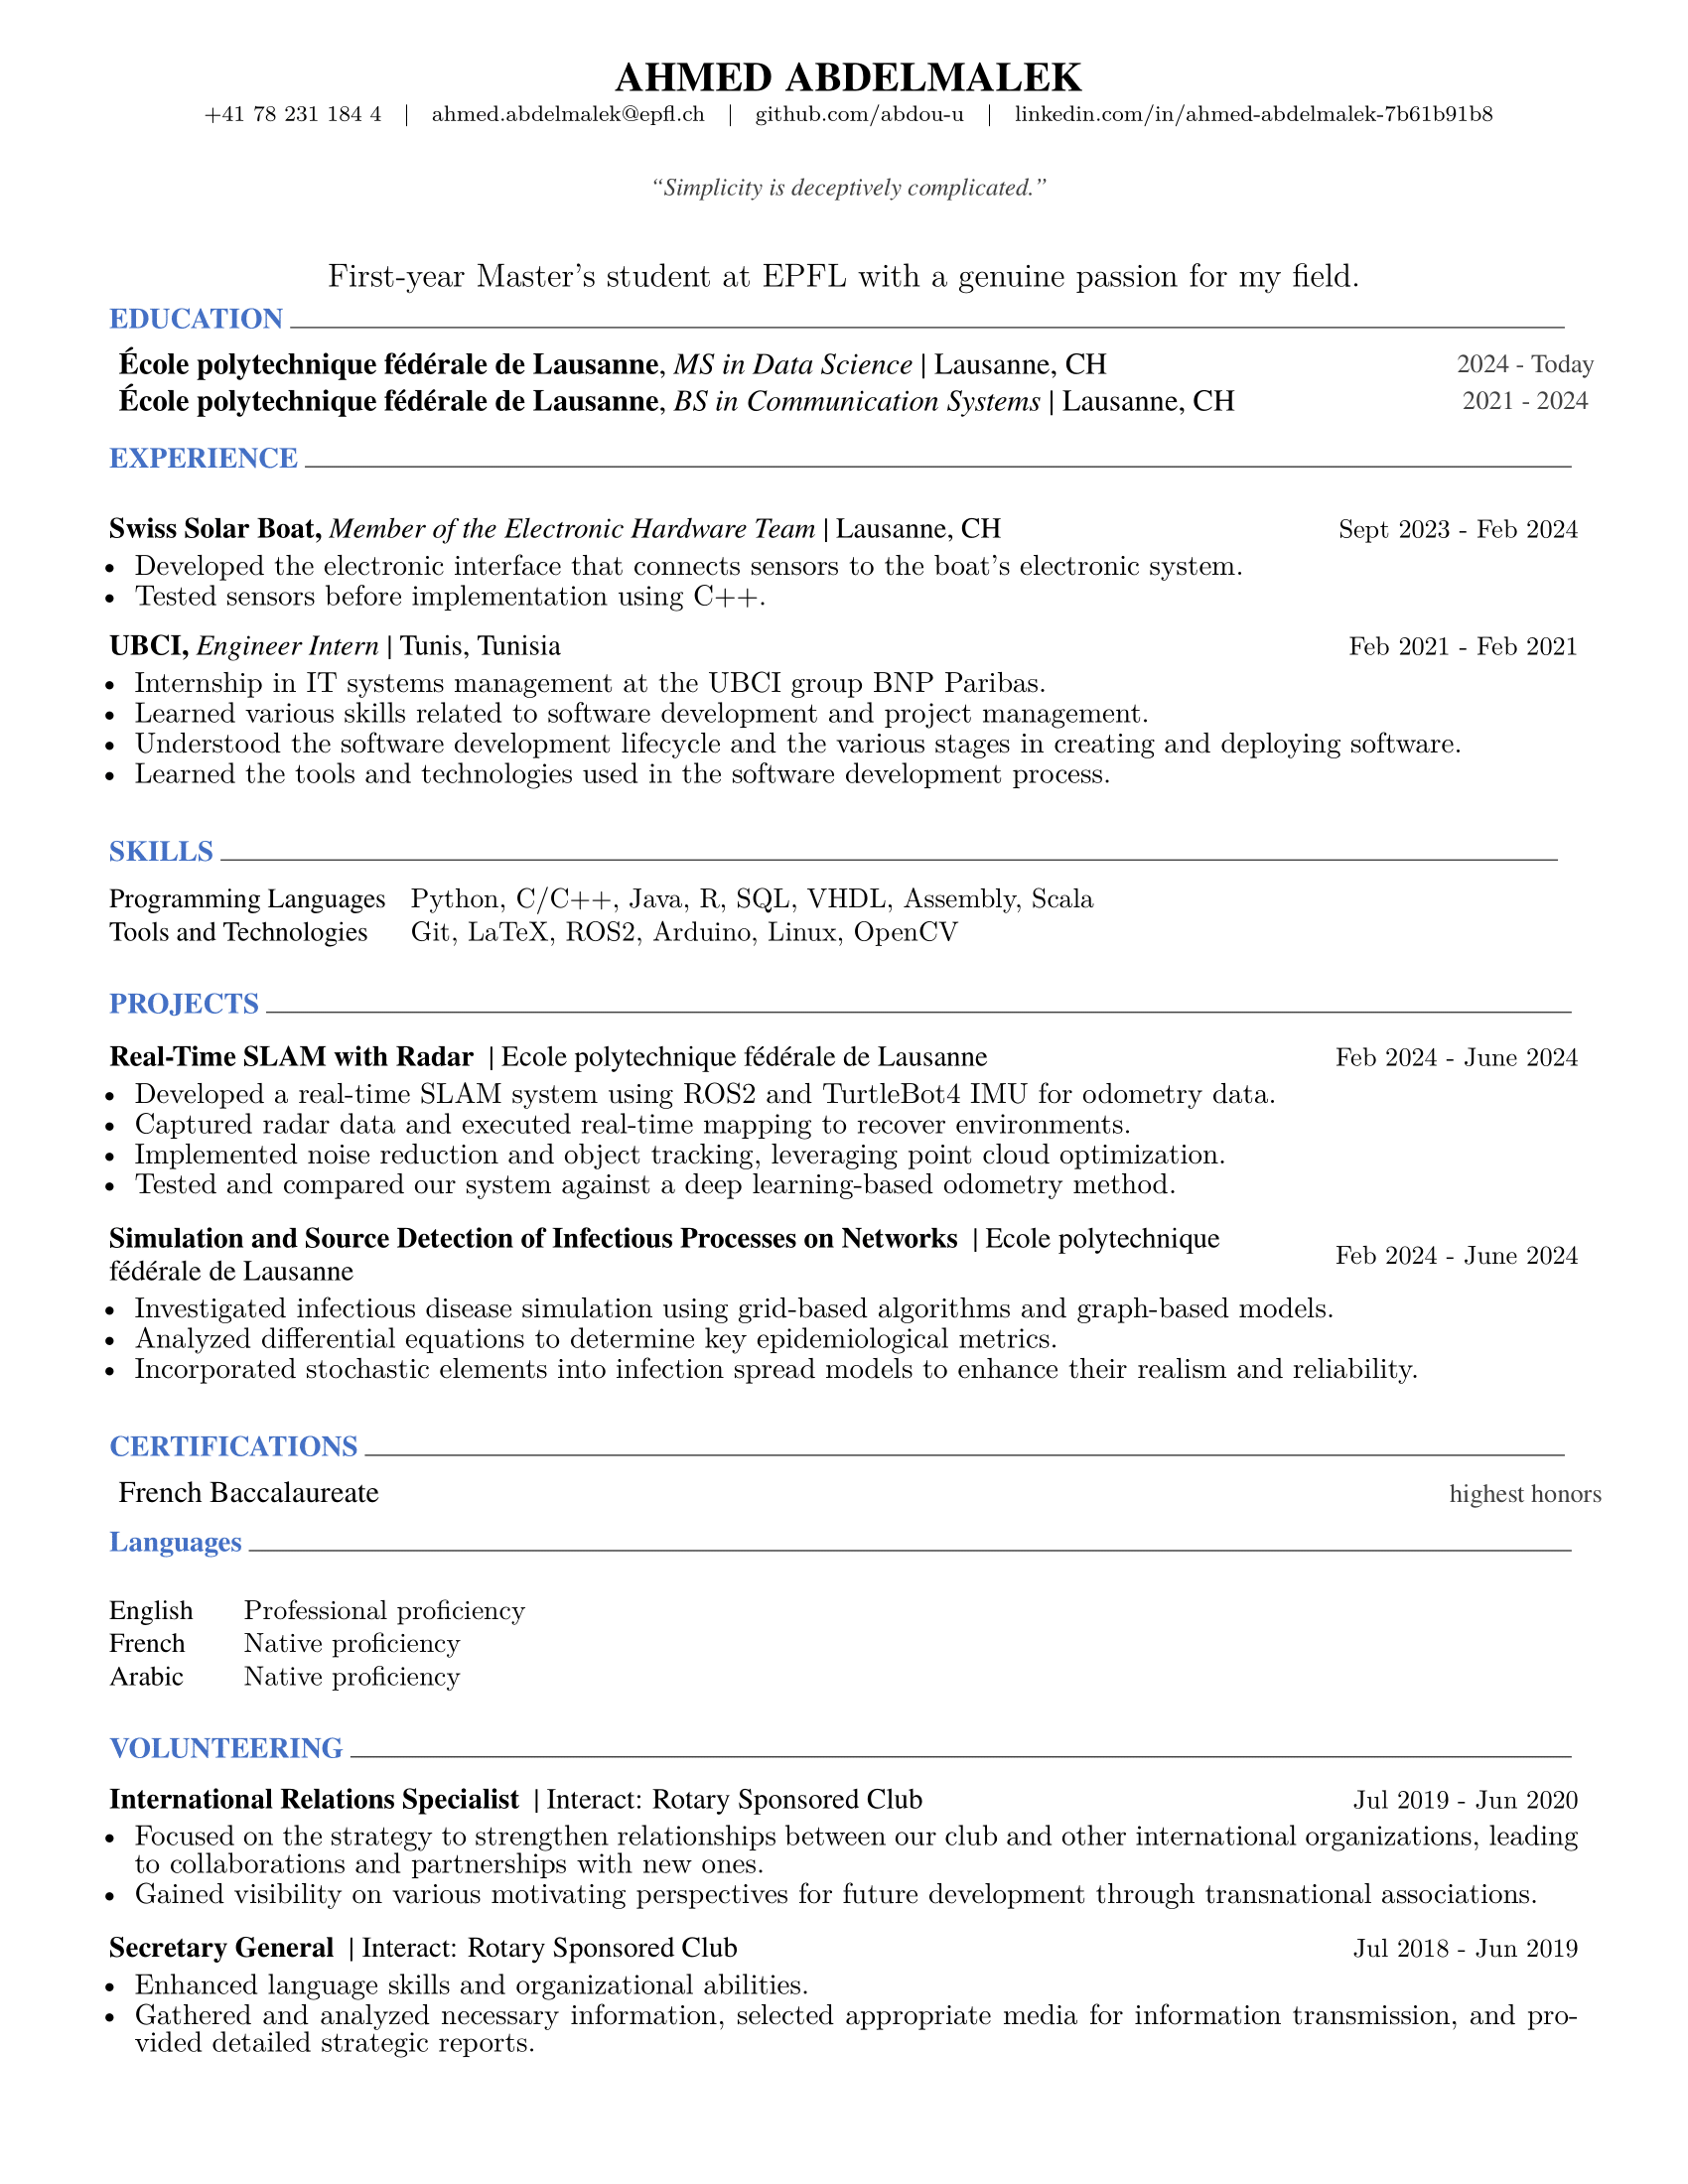 AHMED ABDELMALEK
+41 78 231 184 4 | ahmed.abdelmalek@epfl.ch | github.com/abdou-u | linkedin.com/in/ahmed-abdelmalek-7b61b91b8
“Simplicity is deceptively complicated.”
First-year Master’s student at EPFL with a genuine passion for my field.
EDUCATION
École polytechnique fédérale de Lausanne, MS in Data Science | Lausanne, CH 2024 - Today
École polytechnique fédérale de Lausanne, BS in Communication Systems | Lausanne, CH 2021 - 2024
EXPERIENCE
Swiss Solar Boat, Member of the Electronic Hardware Team | Lausanne, CH Sept 2023 - Feb 2024
• Developed the electronic interface that connects sensors to the boat’s electronic system.
• Tested sensors before implementation using C++.
UBCI, Engineer Intern | Tunis, Tunisia Feb 2021 - Feb 2021
• Internship in IT systems management at the UBCI group BNP Paribas.
• Learned various skills related to software development and project management.
• Understood the software development lifecycle and the various stages in creating and deploying software.
• Learned the tools and technologies used in the software development process.
SKILLS
Programming Languages Python, C/C++, Java, R, SQL, VHDL, Assembly, Scala
Tools and Technologies Git, LaTeX, ROS2, Arduino, Linux, OpenCV
PROJECTS
Real-Time SLAM with Radar | Ecole polytechnique fédérale de Lausanne Feb 2024 - June 2024
• Developed a real-time SLAM system using ROS2 and TurtleBot4 IMU for odometry data.
• Captured radar data and executed real-time mapping to recover environments.
• Implemented noise reduction and object tracking, leveraging point cloud optimization.
• Tested and compared our system against a deep learning-based odometry method.
Simulation and Source Detection of Infectious Processes on Networks | Ecole polytechnique
fédérale de Lausanne Feb 2024 - June 2024
• Investigated infectious disease simulation using grid-based algorithms and graph-based models.
• Analyzed differential equations to determine key epidemiological metrics.
• Incorporated stochastic elements into infection spread models to enhance their realism and reliability.
CERTIFICATIONS
French Baccalaureate highest honors
Languages
English Professional proficiency
French Native proficiency
Arabic Native proficiency
VOLUNTEERING
International Relations Specialist | Interact: Rotary Sponsored Club Jul 2019 - Jun 2020
• Focused on the strategy to strengthen relationships between our club and other international organizations, leading
to collaborations and partnerships with new ones.
• Gained visibility on various motivating perspectives for future development through transnational associations.
Secretary General | Interact: Rotary Sponsored Club Jul 2018 - Jun 2019
• Enhanced language skills and organizational abilities.
• Gathered and analyzed necessary information, selected appropriate media for information transmission, and pro-
vided detailed strategic reports.